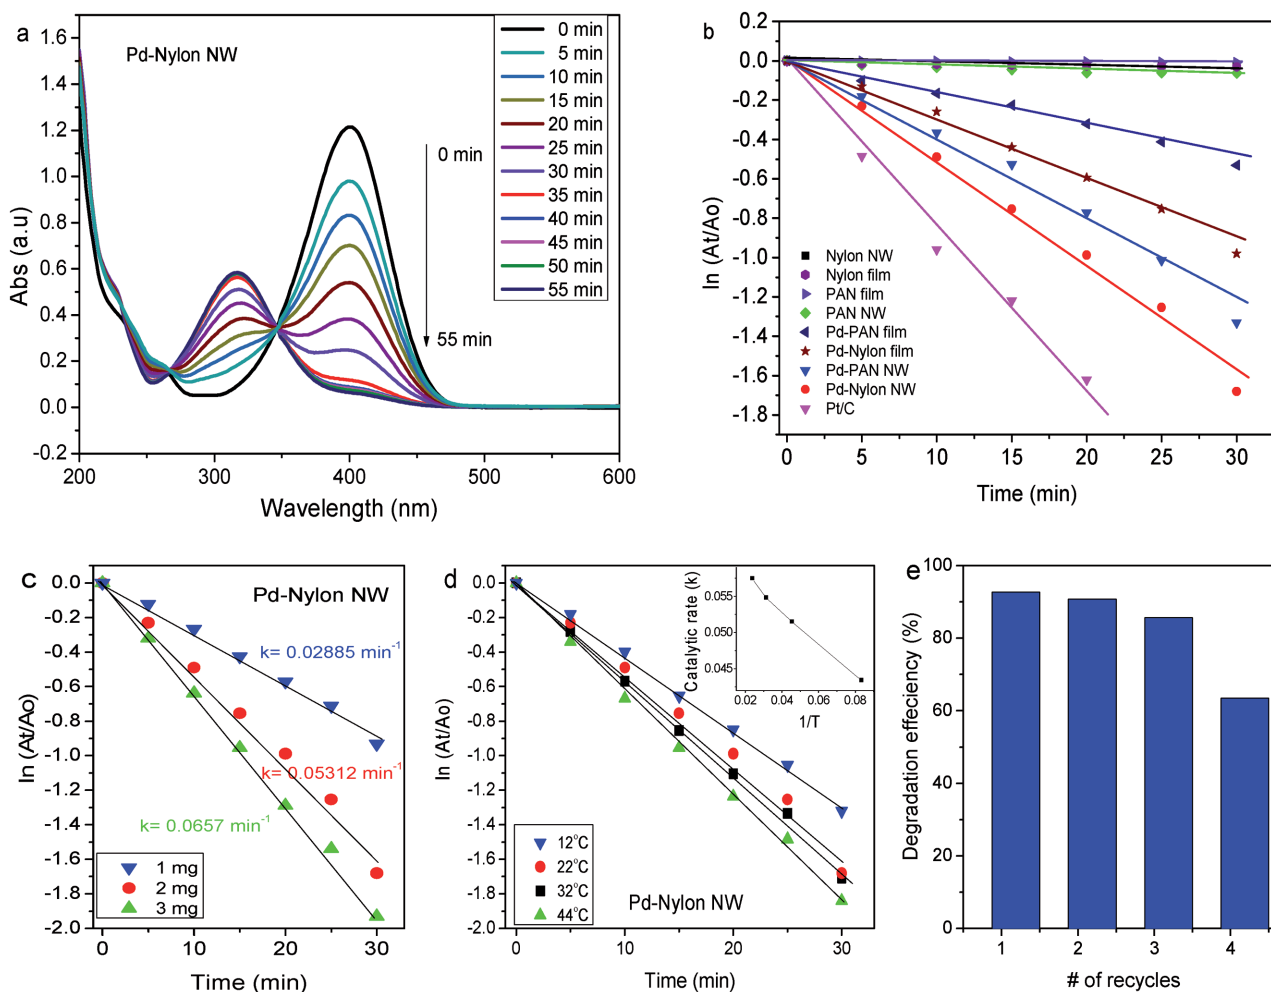 a
Pd-Nylon NW
1.6
1.4
1.2
1.0
0.8
0.6
0.4
0.2
0.0
-0.2
Abs (a.u)
200
300
400
500
600
Wavelength (nm)
0 min
5 min
10 min
15 min
20 min
25 min
30 min
35 min
40 min
45 min
50 min
55 min
0 min
55 min
b
0.2
0.0
-0.2
-0.4
-0.6
-0.8
-1.0
-1.2
-1.4
-1.6
-1.8
ln (At/Ao)
Nylon NW
Nylon film
PAN film
PAN NW
Pd-PAN film
Pd-Nylon film
Pd-PAN NW
Pd-Nylon NW
Pt/C
0
5
10
15
20
25
30
Time (min)
c
Pd-Nylon NW
0.0
-0.2
-0.4
-0.6
-0.8
-1.0
-1.2
-1.4
-1.6
-1.8
-2.0
ln (At/Ao)
k= 0.02885 min⁻¹
k= 0.05312 min⁻¹
k= 0.0657 min⁻¹
1 mg
2 mg
3 mg
0
10
20
30
Time (min)
d
0.0
-0.2
-0.4
-0.6
-0.8
-1.0
-1.2
-1.4
-1.6
-1.8
-2.0
ln (At/Ao)
Catalytic rate (k)
0.055
0.050
0.045
0.02
0.04
0.06
0.08
1/T
12°C
22°C
32°C
44°C
Pd-Nylon NW
0
10
20
30
Time (min)
e
100
80
60
40
20
0
Degradation effeciency (%)
1
2
3
4
# of recycles